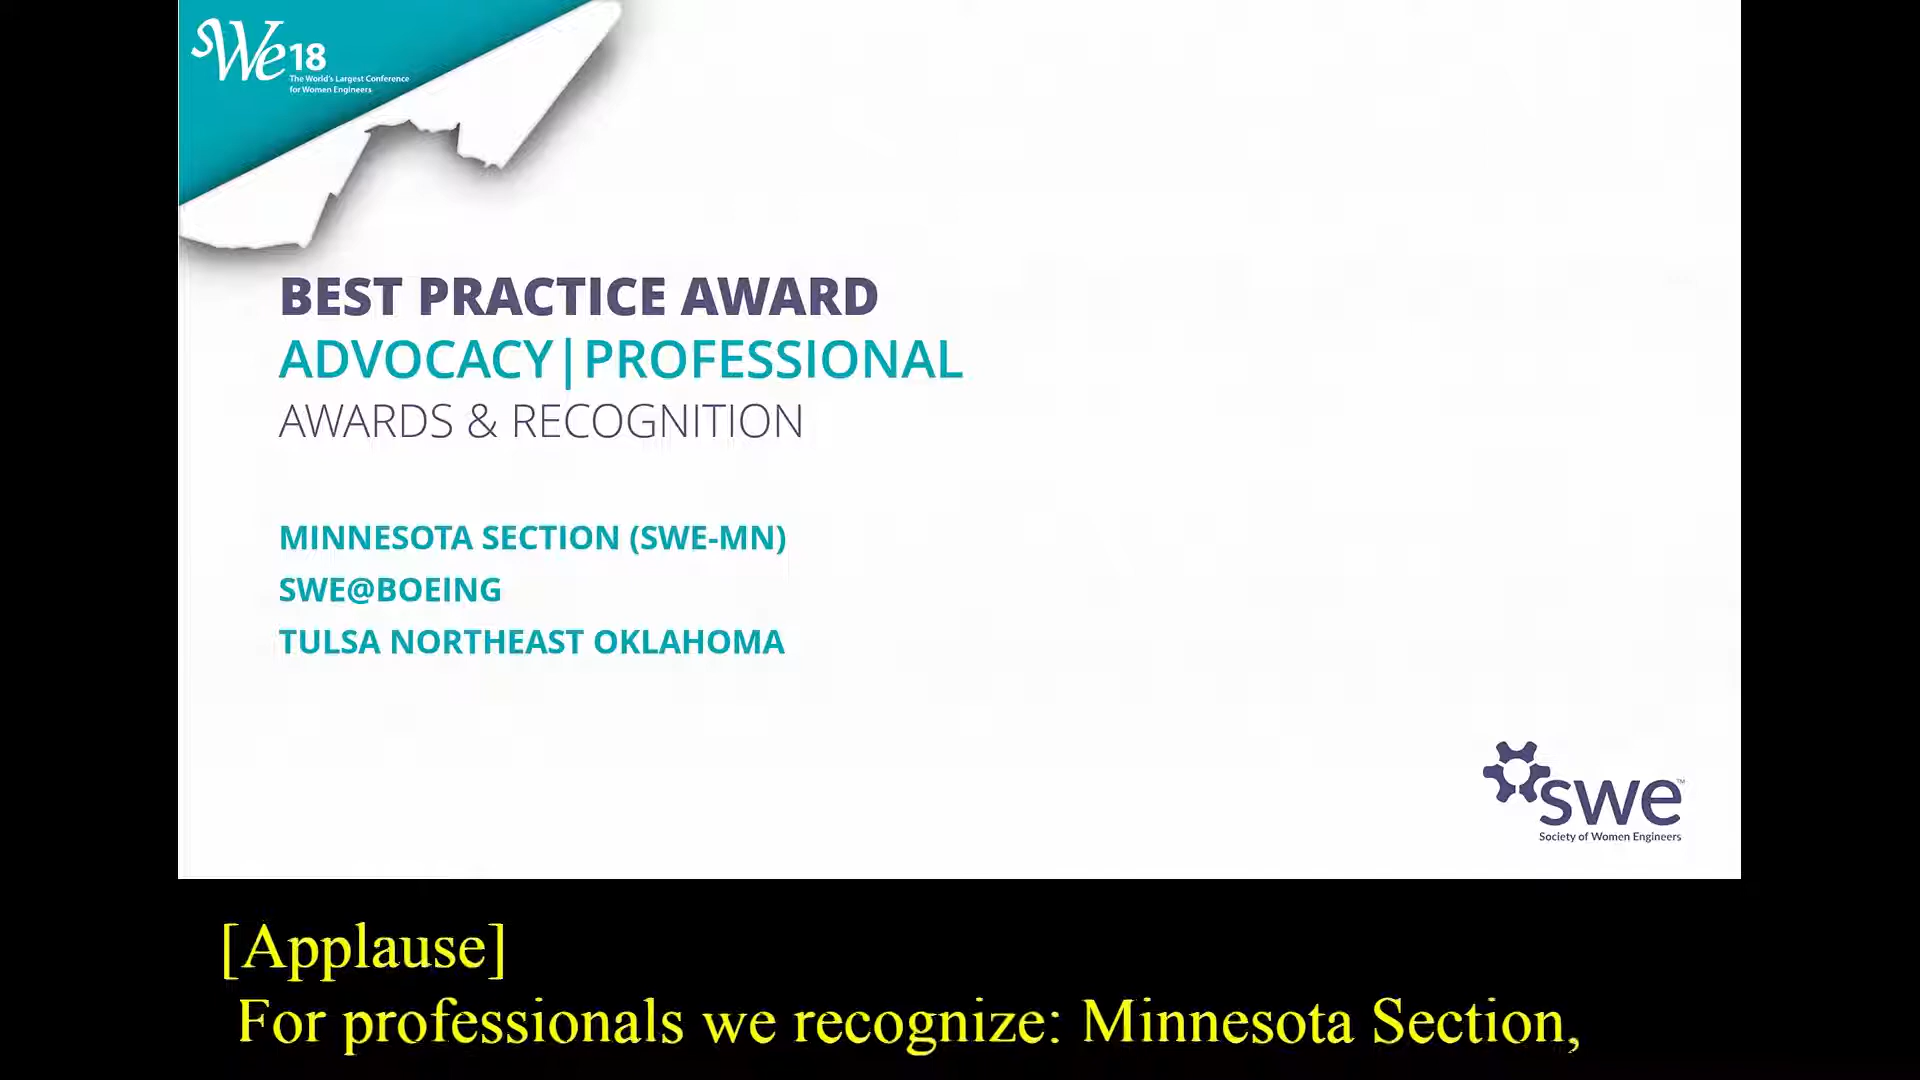 SWe18
The World's Largest Conference
for Women Engineers
BEST PRACTICE AWARD
ADVOCACY|PROFESSIONAL
AWARDS & RECOGNITION
MINNESOTA SECTION (SWE-MN)
SWE@BOEING
TULSA NORTHEAST OKLAHOMA
swe™
Society of Women Engineers
[Applause]
For professionals we recognize: Minnesota Section,